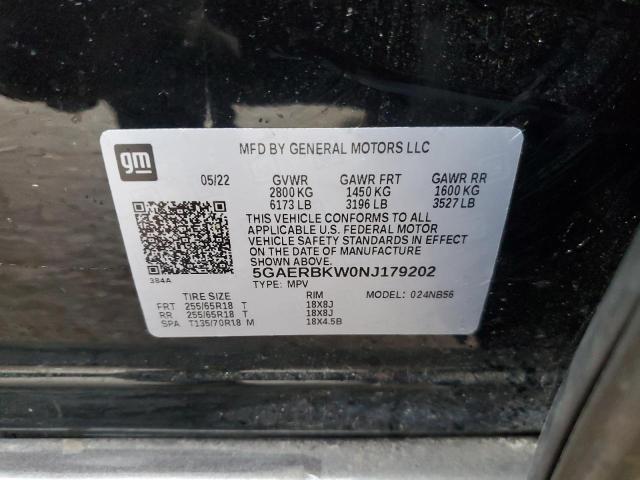 gm
MFD BY GENERAL MOTORS LLC
05/22 GVWR GAWR FRT GAWR RR
2800 KG 1450 KG 1600 KG
6173 LB 3196 LB 3527 LB
THIS VEHICLE CONFORMS TO ALL
APPLICABLE U.S. FEDERAL MOTOR
VEHICLE SAFETY STANDARDS IN EFFECT
ON THE DATE OF MANUFACTURE
SHOWN ABOVE.
384A
5GAERBKW0NJ179202
TYPE: MPV MODEL: 024NB56
TIRE SIZE RIM
FRT 255/65R18 T 18X8J
RR 255/65R18 T 18X8J
SPA T135/70R18 M 18X4.5B